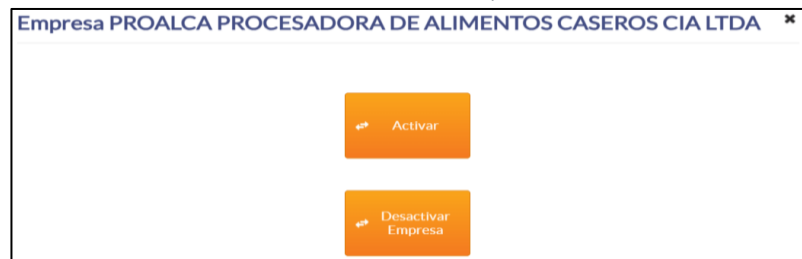 Empresa PROALCA PROCESADORA DE ALIMENTOS CASEROS CIA LTDA
Activar
Desactivar
Empresa